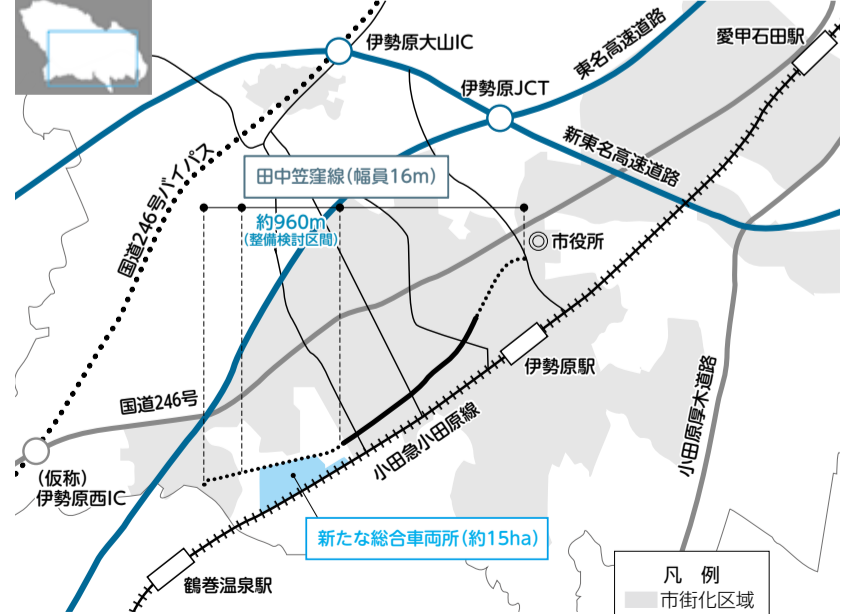 伊勢原大山IC
愛甲石田駅
東名高速道路
伊勢原JCT
新東名高速道路
国道246号バイパス
田中笠窪線(幅員16m)
約960m
(整備検討区間)
市役所
伊勢原駅
国道246号
小田急小田原線
小田原厚木道路
(仮称)
伊勢原西IC
新たな総合車両所(約15ha)
鶴巻温泉駅
凡 例
市街化区域